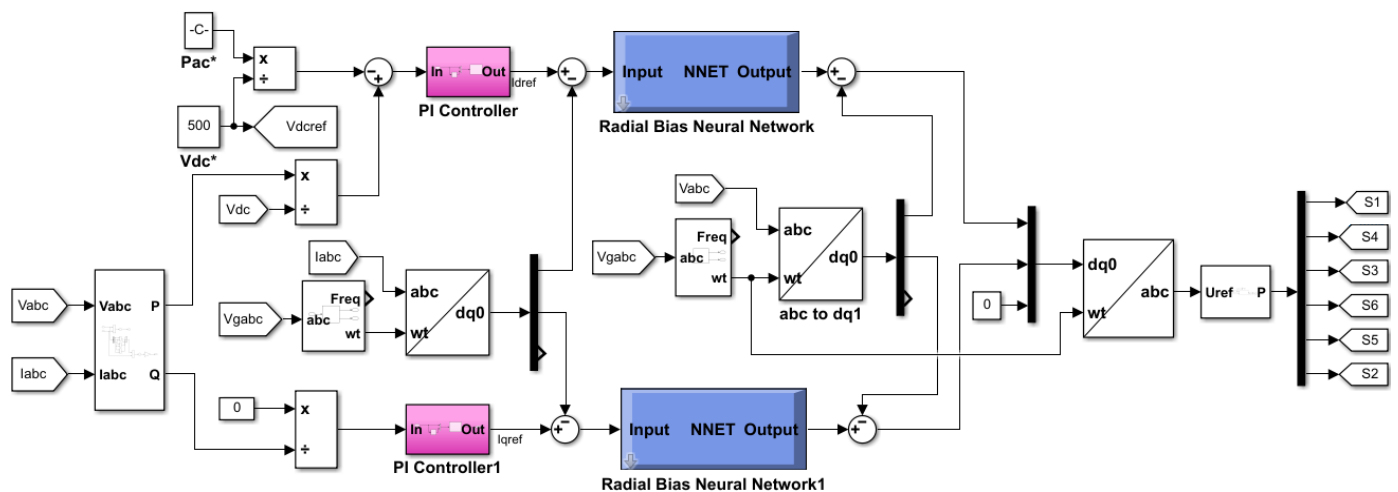 -C-
Pac*
x
÷
500
Vdc*
Vdcref
−
+
In
Out
PI Controller
Idref
+
−
Input NNET Output
Radial Bias Neural Network
+
−
Vdc
x
÷
Vabc
Iabc
Vabc
P
Iabc
Q
Iabc
Vgabc
Freq
abc
wt
abc
dq0
wt
Vabc
Vgabc
Freq
abc
wt
abc
dq0
wt
abc to dq1
0
x
÷
In
Out
PI Controller1
Iqref
+
−
Input NNET Output
Radial Bias Neural Network1
+
−
0
dq0
abc
wt
Uref
P
S1
S4
S3
S6
S5
S2